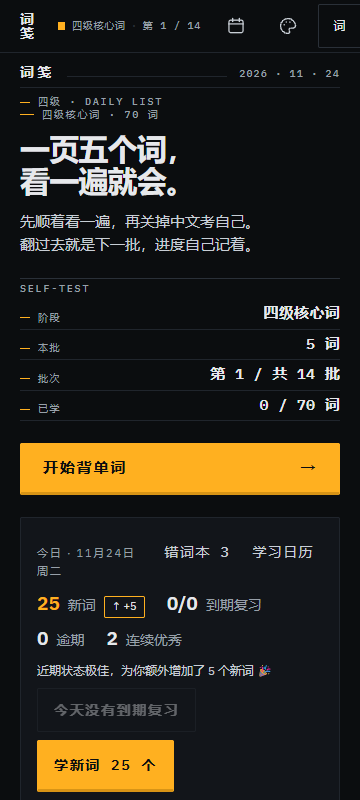 词笺
四级核心词 · 第 1 / 14
词
词笺
2026 · 11 · 24
四级 · DAILY LIST
四级核心词 · 70 词
一页五个词，
看一遍就会。
先顺着看一遍，再关掉中文考自己。
翻过去就是下一批，进度自己记着。
SELF-TEST
阶段 四级核心词
本批 5 词
批次 第 1 / 共 14 批
已学 0 / 70 词
开始背单词 →
今日 · 11月24日 周二
错词本 3 学习日历
25 新词 ↑ +5 0/0 到期复习
0 逾期 2 连续优秀
近期状态极佳，为你额外增加了 5 个新词 🎉
今天没有到期复习
学新词 25 个